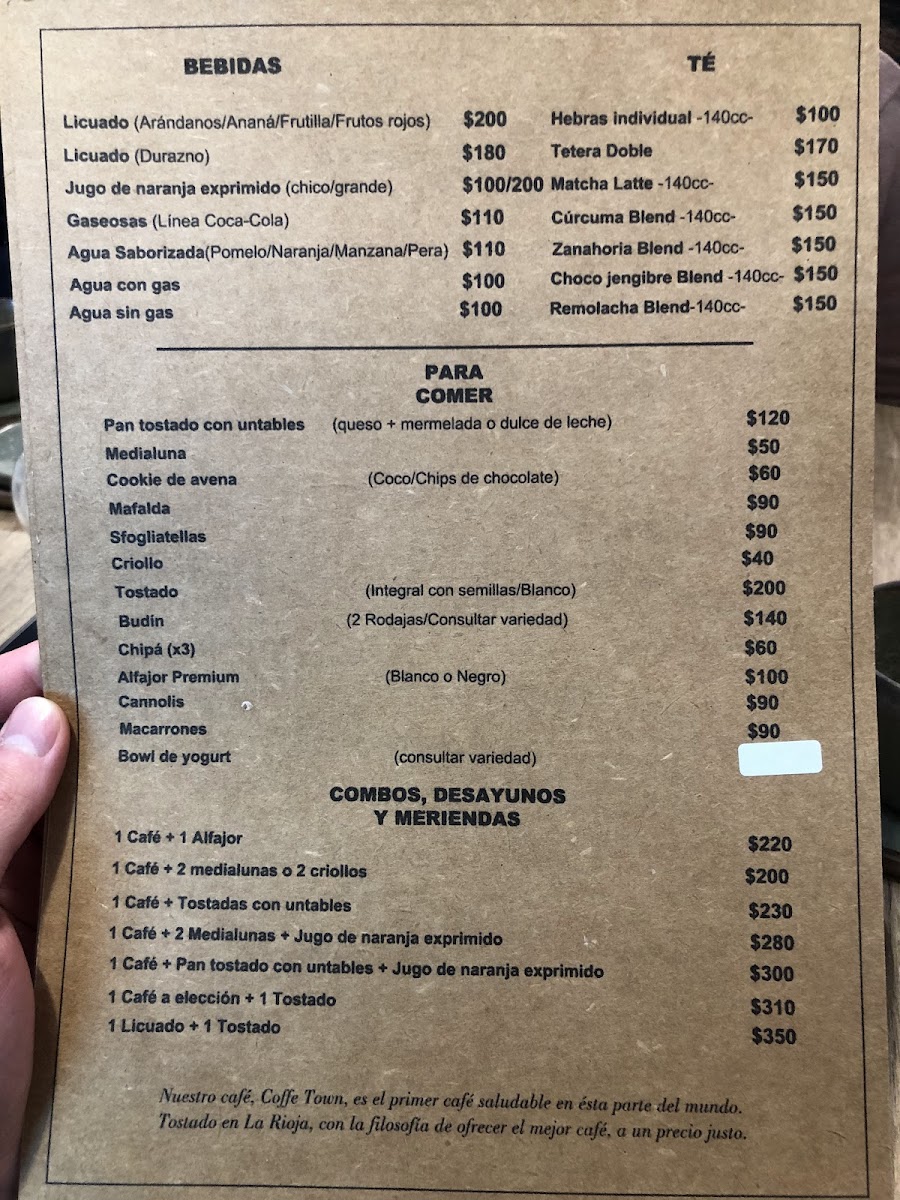 BEBIDAS
Licuado (Arándanos/Ananá/Frutilla/Frutos rojos) $200
Licuado (Durazno) $180
Jugo de naranja exprimido (chico/grande) $100/200
Gaseosas (Línea Coca-Cola) $110
Agua Saborizada(Pomelo/Naranja/Manzana/Pera) $110
Agua con gas $100
Agua sin gas $100
TÉ
Hebras individual -140cc- $100
Tetera Doble $170
Matcha Latte -140cc- $150
Cúrcuma Blend -140cc- $150
Zanahoria Blend -140cc- $150
Choco jengibre Blend -140cc- $150
Remolacha Blend-140cc- $150
PARA
COMER
Pan tostado con untables (queso + mermelada o dulce de leche) $120
Medialuna $50
Cookie de avena (Coco/Chips de chocolate) $60
Mafalda $90
Sfogliatellas $90
Criollo $40
Tostado (Integral con semillas/Blanco) $200
Budín (2 Rodajas/Consultar variedad) $140
Chipá (x3) $60
Alfajor Premium (Blanco o Negro) $100
Cannolis $90
Macarrones $90
Bowl de yogurt (consultar variedad)
COMBOS, DESAYUNOS
Y MERIENDAS
1 Café + 1 Alfajor $220
1 Café + 2 medialunas o 2 criollos $200
1 Café + Tostadas con untables $230
1 Café + 2 Medialunas + Jugo de naranja exprimido $280
1 Café + Pan tostado con untables + Jugo de naranja exprimido $300
1 Café a elección + 1 Tostado $310
1 Licuado + 1 Tostado $350
Nuestro café, Coffe Town, es el primer café saludable en ésta parte del mundo.
Tostado en La Rioja, con la filosofía de ofrecer el mejor café, a un precio justo.